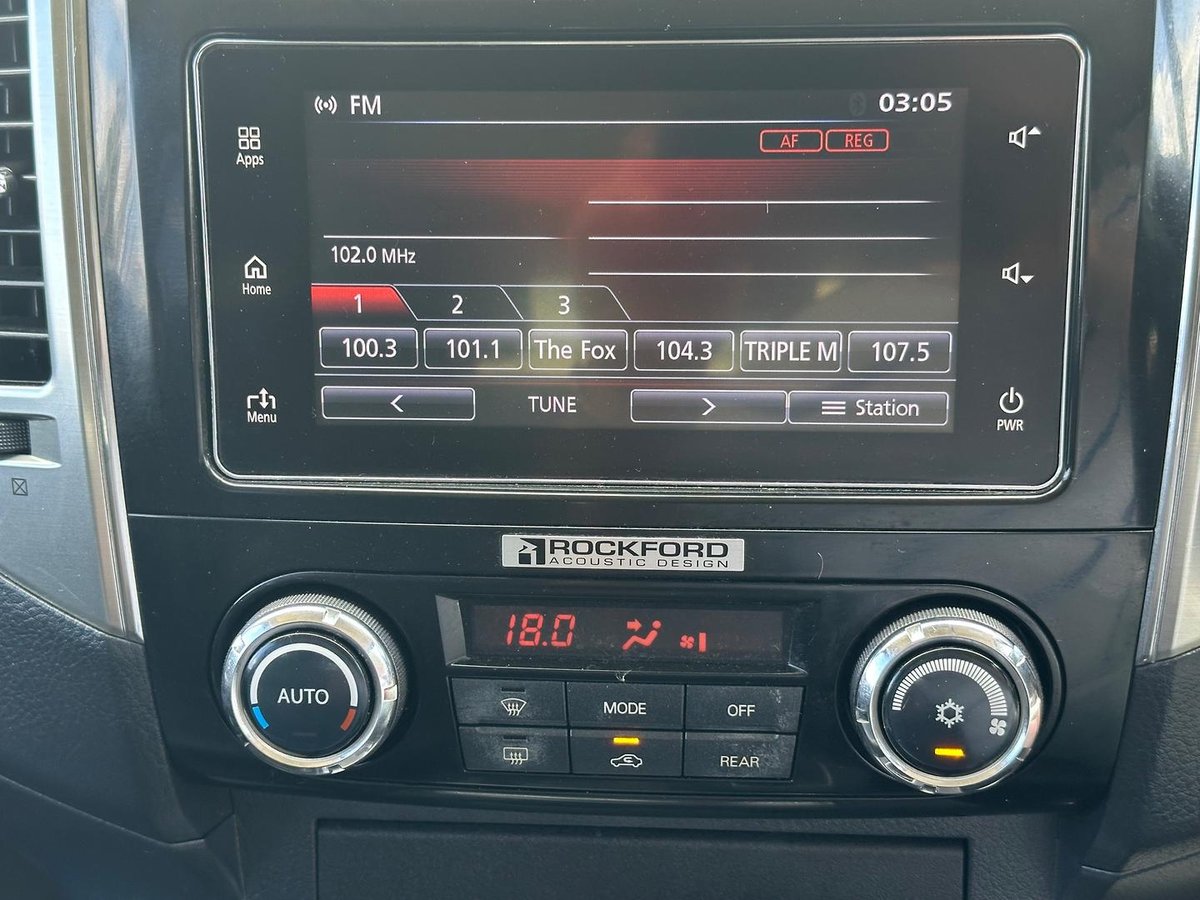 FM 03:05
Apps
AF REG
Home
102.0 MHz
1 2 3
100.3 101.1 The Fox 104.3 TRIPLE M 107.5
Menu
< TUNE > Station
PWR
ROCKFORD
ACOUSTIC DESIGN
18.0
AUTO
MODE OFF
REAR